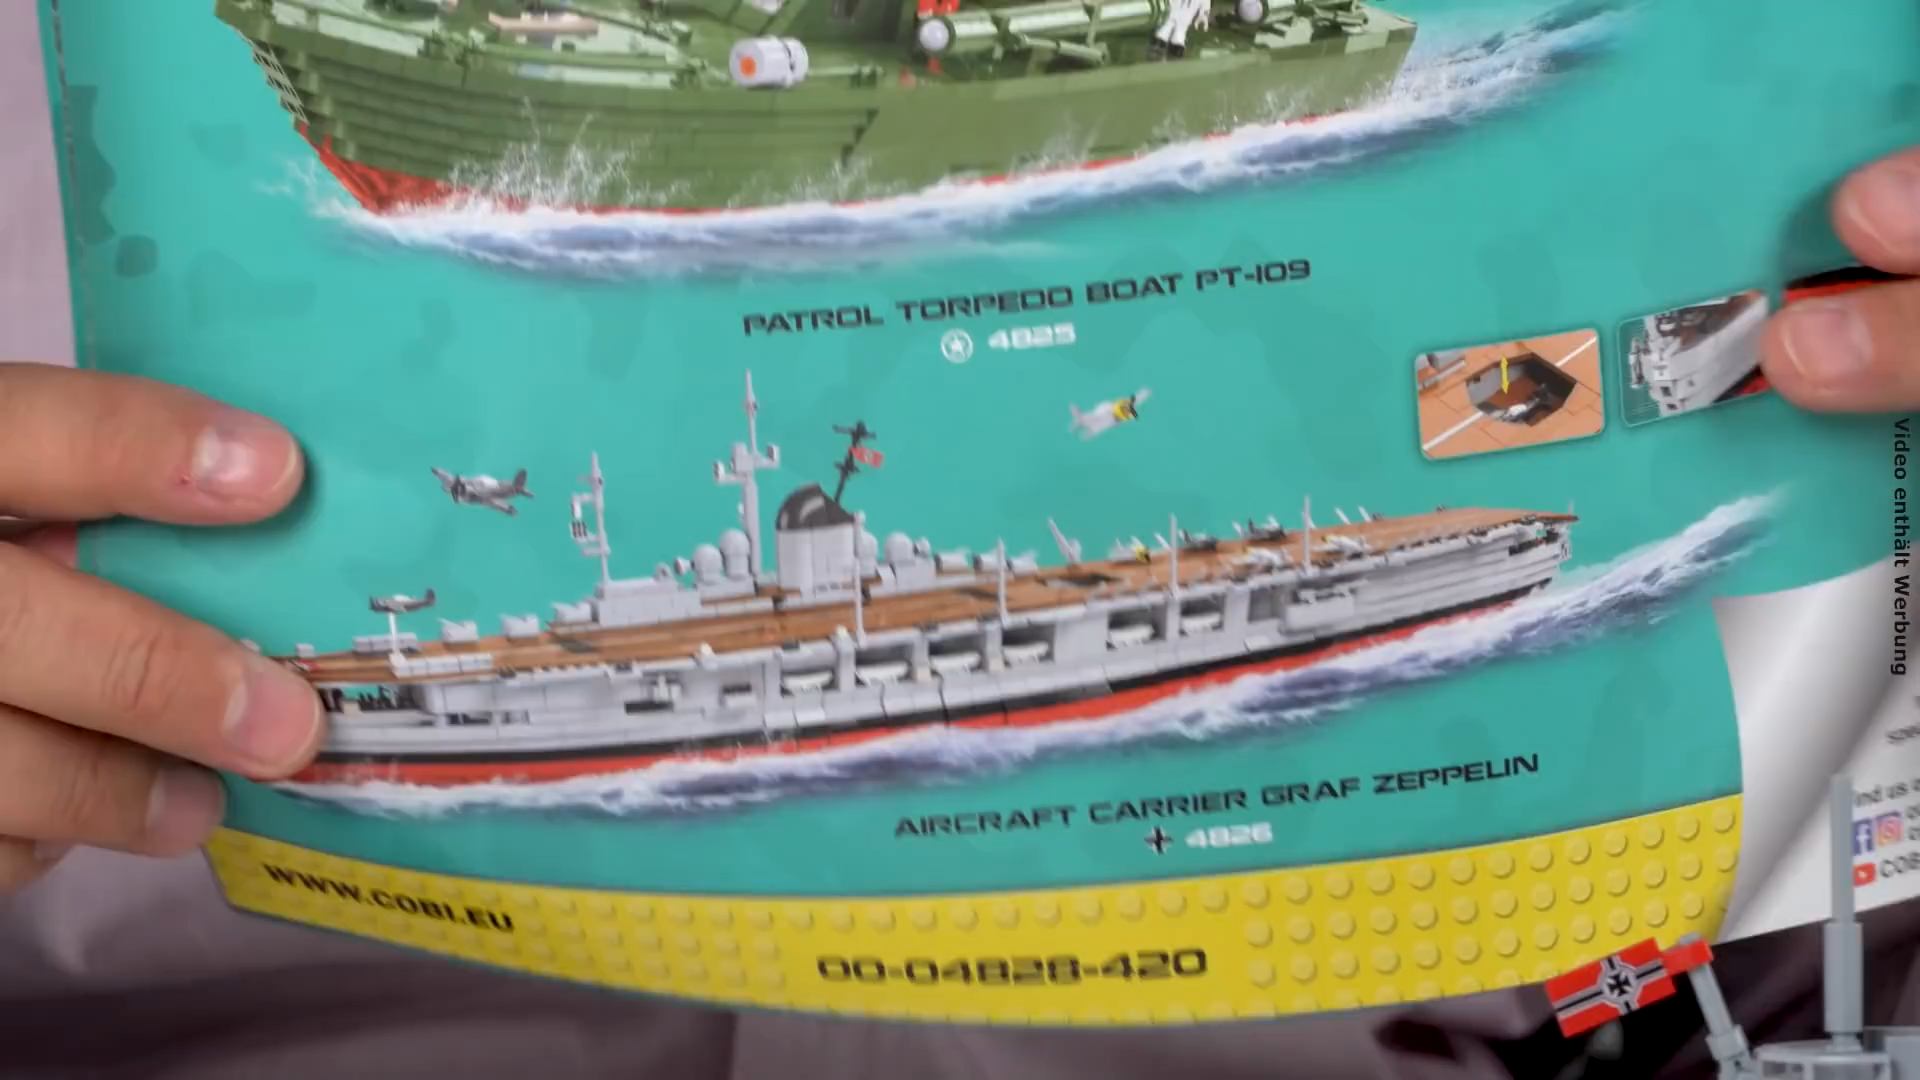 PATROL TORPEDO BOAT PT-109
4825
AIRCRAFT CARRIER GRAF ZEPPELIN
4826
WWW.COBI.EU
00-04828-420
Video enthält Werbung